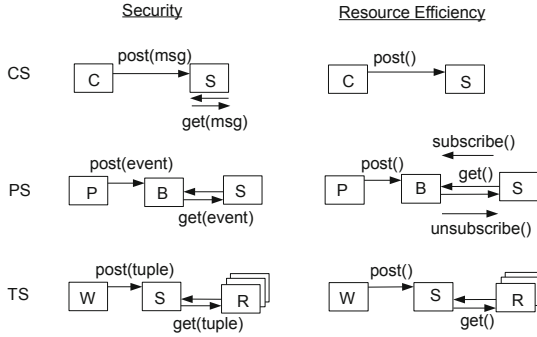 Security
Resource Efficiency
CS
post(msg)
C
S
get(msg)
post()
C
S
PS
post(event)
P
B
S
get(event)
subscribe()
post()
get()
P
B
S
unsubscribe()
TS
post(tuple)
W
S
R
get(tuple)
post()
W
S
R
get()